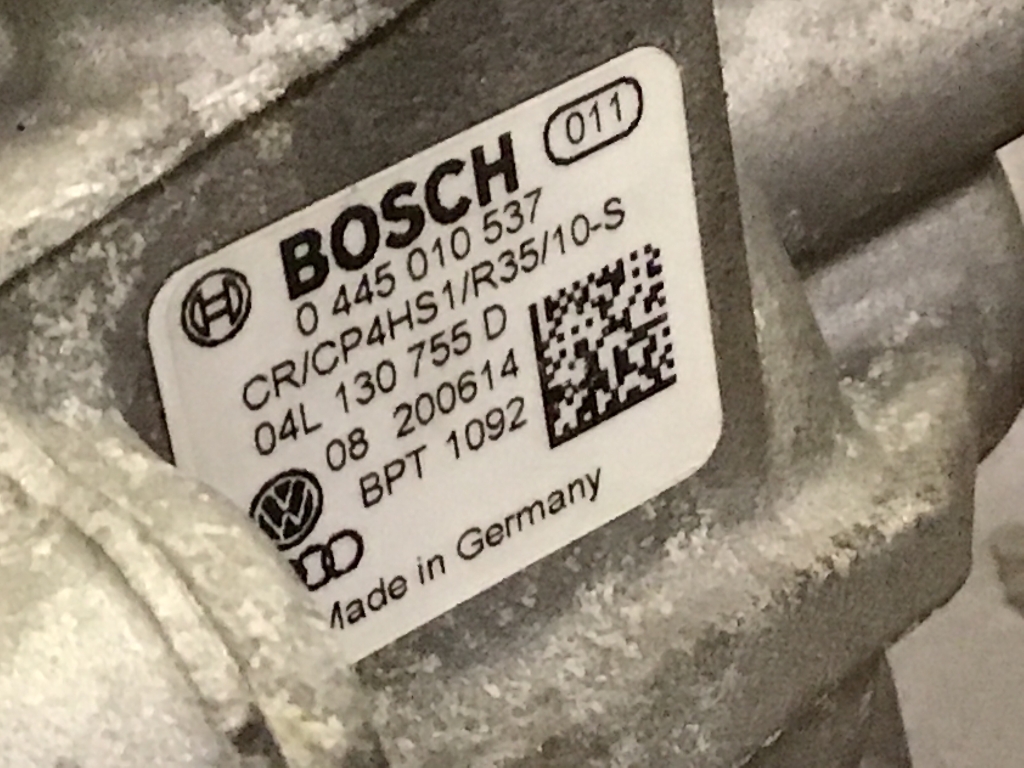 BOSCH 011
0 445 010 537
CR/CP4HS1/R35/10-S
04L 130 755 D
08 200614
BPT 1092
Made in Germany